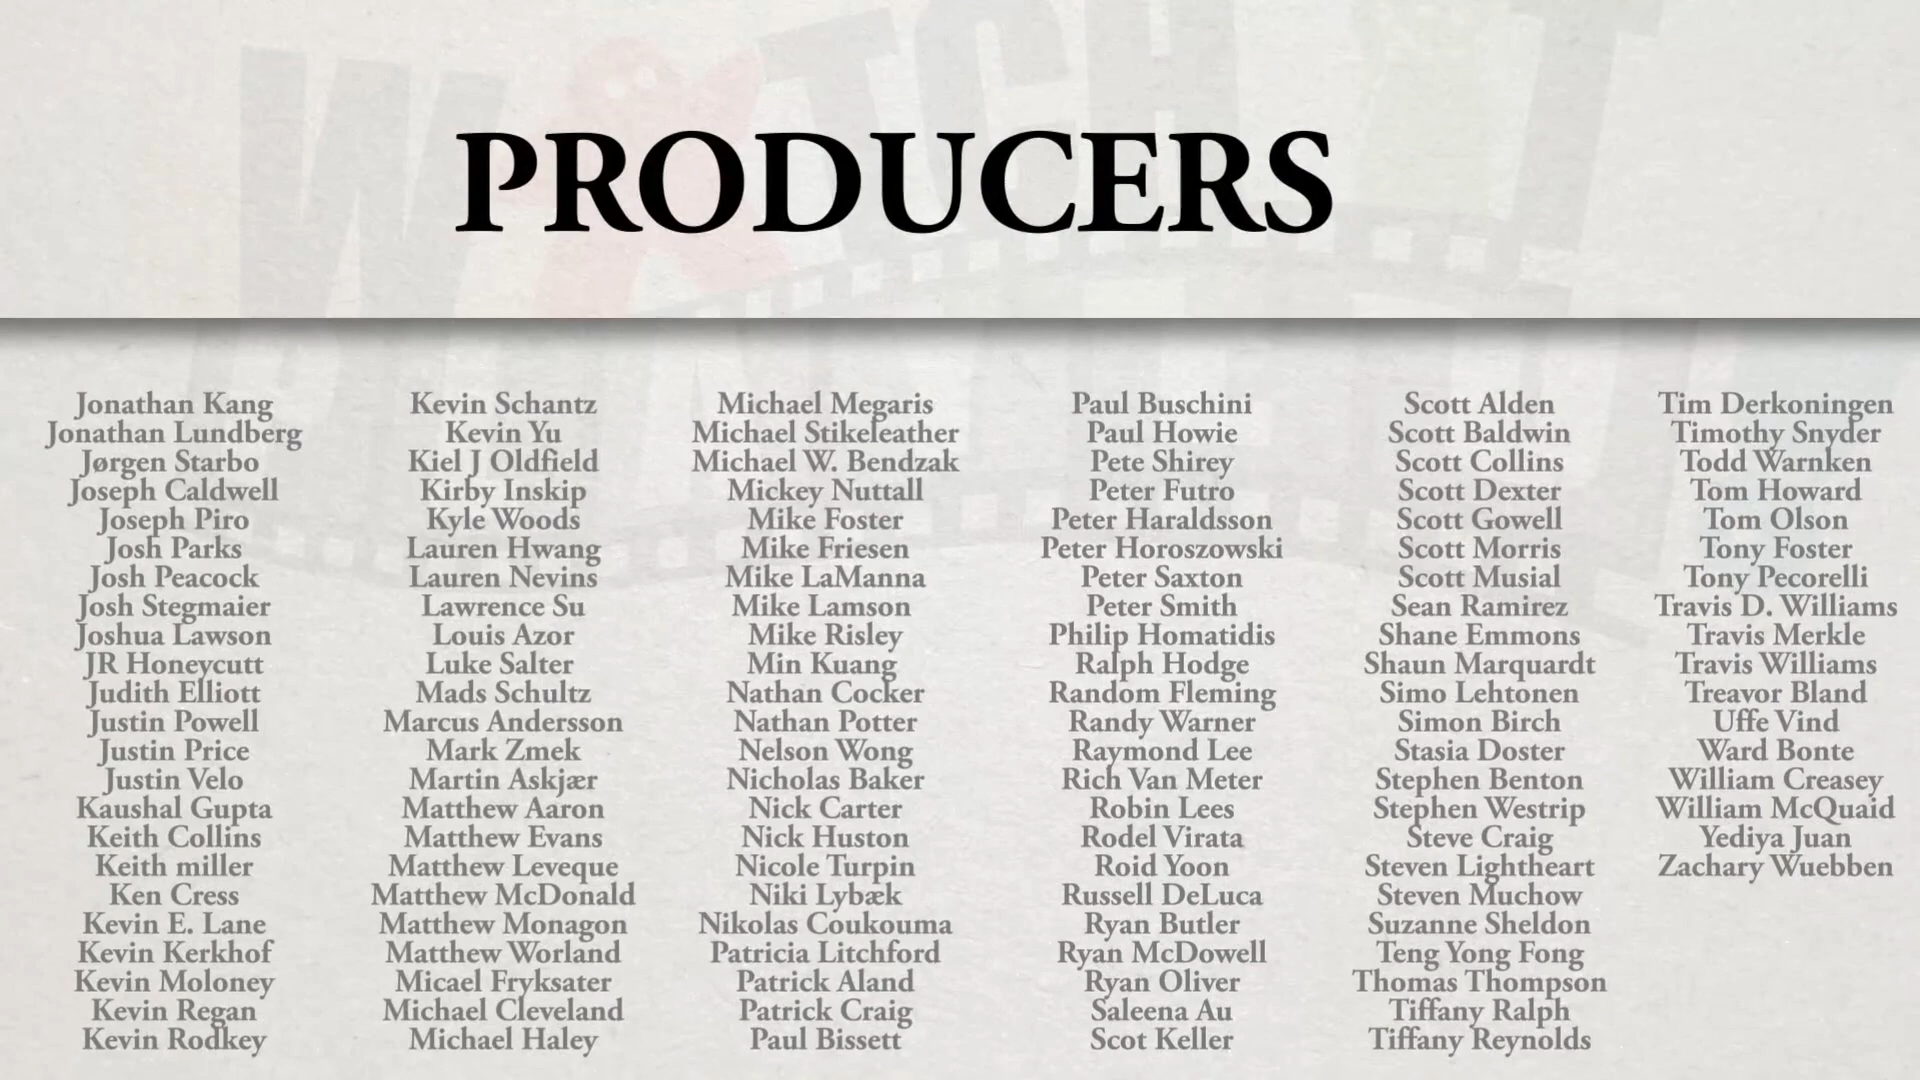 WATCH IT
PRODUCERS
Jonathan Kang
Jonathan Lundberg
Jørgen Starbo
Joseph Caldwell
Joseph Piro
Josh Parks
Josh Peacock
Josh Stegmaier
Joshua Lawson
JR Honeycutt
Judith Elliott
Justin Powell
Justin Price
Justin Velo
Kaushal Gupta
Keith Collins
Keith miller
Ken Cress
Kevin E. Lane
Kevin Kerkhof
Kevin Moloney
Kevin Regan
Kevin Rodkey
Kevin Schantz
Kevin Yu
Kiel J Oldfield
Kirby Inskip
Kyle Woods
Lauren Hwang
Lauren Nevins
Lawrence Su
Louis Azor
Luke Salter
Mads Schultz
Marcus Andersson
Mark Zmek
Martin Askjær
Matthew Aaron
Matthew Evans
Matthew Leveque
Matthew McDonald
Matthew Monagon
Matthew Worland
Micael Fryksater
Michael Cleveland
Michael Haley
Michael Megaris
Michael Stikeleather
Michael W. Bendzak
Mickey Nuttall
Mike Foster
Mike Friesen
Mike LaManna
Mike Lamson
Mike Risley
Min Kuang
Nathan Cocker
Nathan Potter
Nelson Wong
Nicholas Baker
Nick Carter
Nick Huston
Nicole Turpin
Niki Lybæk
Nikolas Coukouma
Patricia Litchford
Patrick Aland
Patrick Craig
Paul Bissett
Paul Buschini
Paul Howie
Pete Shirey
Peter Futro
Peter Haraldsson
Peter Horoszowski
Peter Saxton
Peter Smith
Philip Homatidis
Ralph Hodge
Random Fleming
Randy Warner
Raymond Lee
Rich Van Meter
Robin Lees
Rodel Virata
Roid Yoon
Russell DeLuca
Ryan Butler
Ryan McDowell
Ryan Oliver
Saleena Au
Scot Keller
Scott Alden
Scott Baldwin
Scott Collins
Scott Dexter
Scott Gowell
Scott Morris
Scott Musial
Sean Ramirez
Shane Emmons
Shaun Marquardt
Simo Lehtonen
Simon Birch
Stasia Doster
Stephen Benton
Stephen Westrip
Steve Craig
Steven Lightheart
Steven Muchow
Suzanne Sheldon
Teng Yong Fong
Thomas Thompson
Tiffany Ralph
Tiffany Reynolds
Tim Derkoningen
Timothy Snyder
Todd Warnken
Tom Howard
Tom Olson
Tony Foster
Tony Pecorelli
Travis D. Williams
Travis Merkle
Travis Williams
Treavor Bland
Uffe Vind
Ward Bonte
William Creasey
William McQuaid
Yediya Juan
Zachary Wuebben